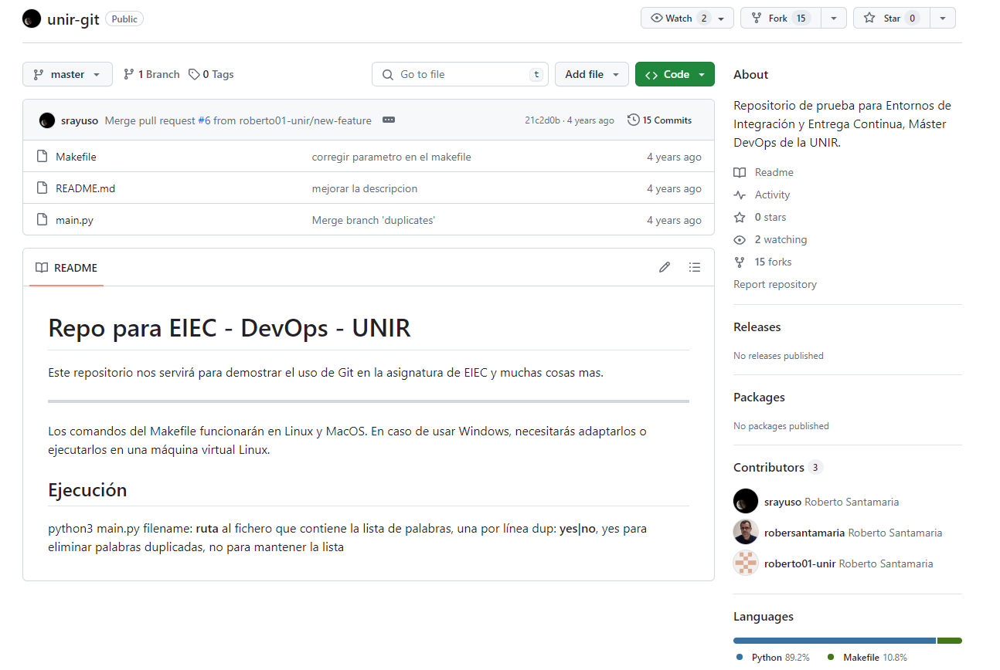 unir-git Public Watch 2 Fork 15 Star 0
master 1 Branch 0 Tags Go to file t Add file Code
srayuso Merge pull request #6 from roberto01-unir/new-feature 21c2d0b · 4 years ago 15 Commits
Makefile corregir parametro en el makefile 4 years ago
README.md mejorar la descripcion 4 years ago
main.py Merge branch 'duplicates' 4 years ago
README
Repo para EIEC - DevOps - UNIR
Este repositorio nos servirá para demostrar el uso de Git en la asignatura de EIEC y muchas cosas mas.
Los comandos del Makefile funcionarán en Linux y MacOS. En caso de usar Windows, necesitarás adaptarlos o
ejecutarlos en una máquina virtual Linux.
Ejecución
python3 main.py filename: ruta al fichero que contiene la lista de palabras, una por línea dup: yes|no, yes para
eliminar palabras duplicadas, no para mantener la lista
About
Repositorio de prueba para Entornos de
Integración y Entrega Continua, Máster
DevOps de la UNIR.
Readme
Activity
0 stars
2 watching
15 forks
Report repository
Releases
No releases published
Packages
No packages published
Contributors 3
srayuso Roberto Santamaria
robersantamaria Roberto Santamaria
roberto01-unir Roberto Santamaria
Languages
Python 89.2% Makefile 10.8%